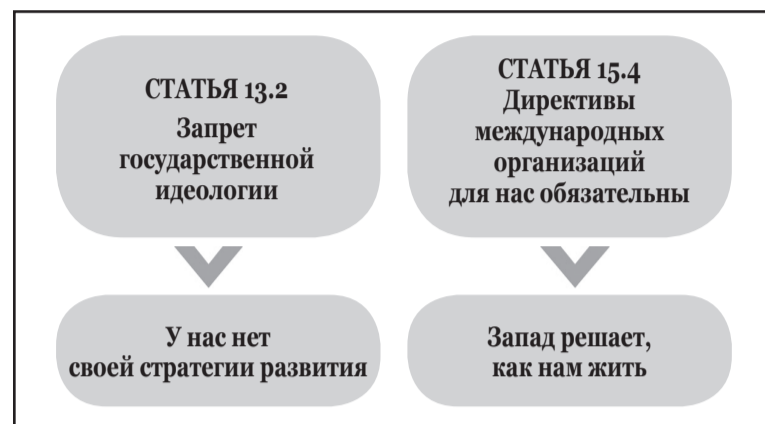 СТАТЬЯ 13.2
Запрет
государственной
идеологии
СТАТЬЯ 15.4
Директивы
международных
организаций
для нас обязательны
У нас нет
своей стратегии развития
Запад решает,
как нам жить